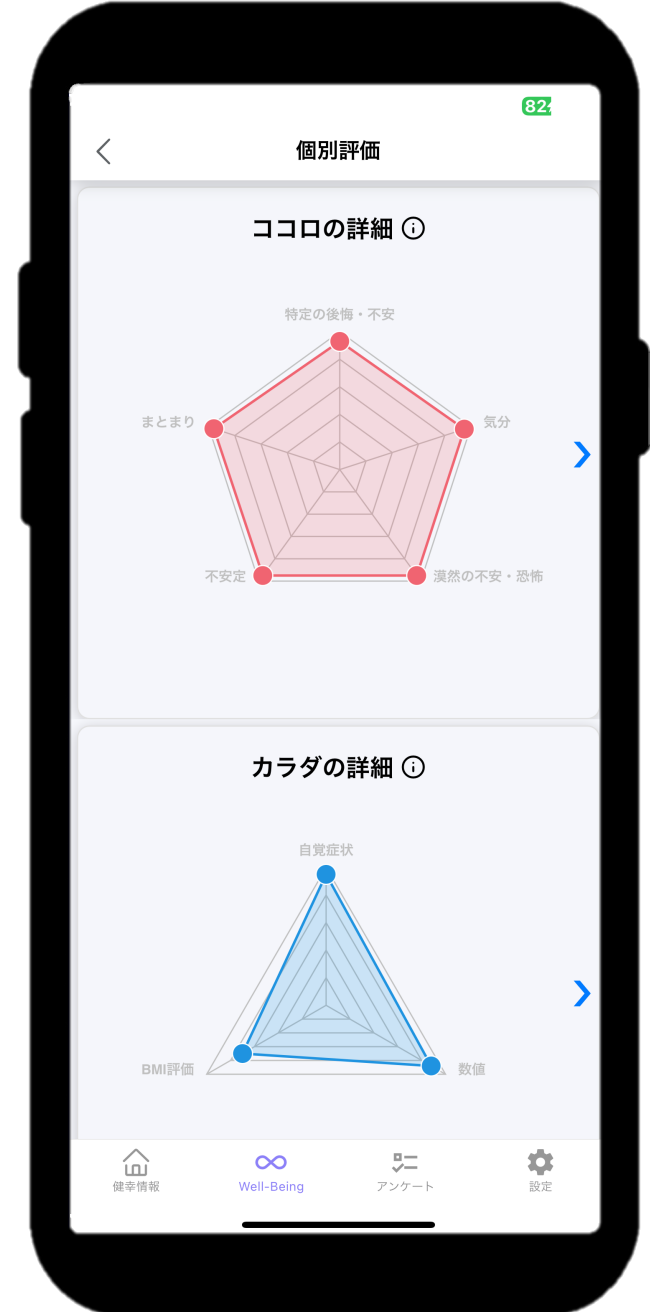 82
個別評価
ココロの詳細
特定の後悔・不安
まとまり
気分
不安定
漠然の不安・恐怖
カラダの詳細
自覚症状
BMI評価
数値
健幸情報
Well-Being
アンケート
設定